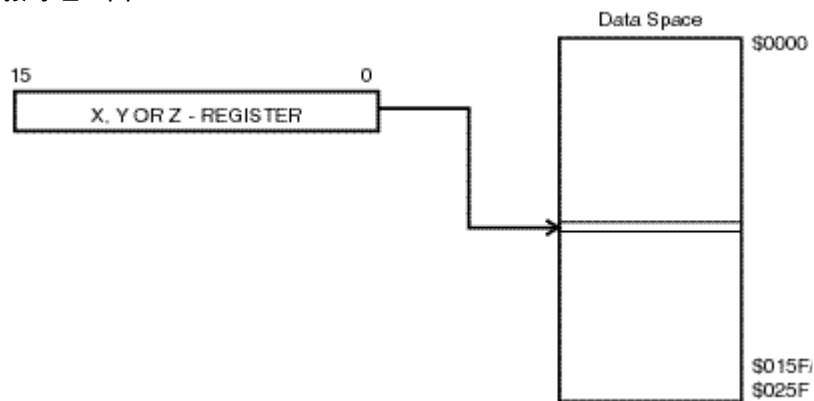 Data Space
$0000
15 0
X, Y OR Z - REGISTER
$015F/
$025F